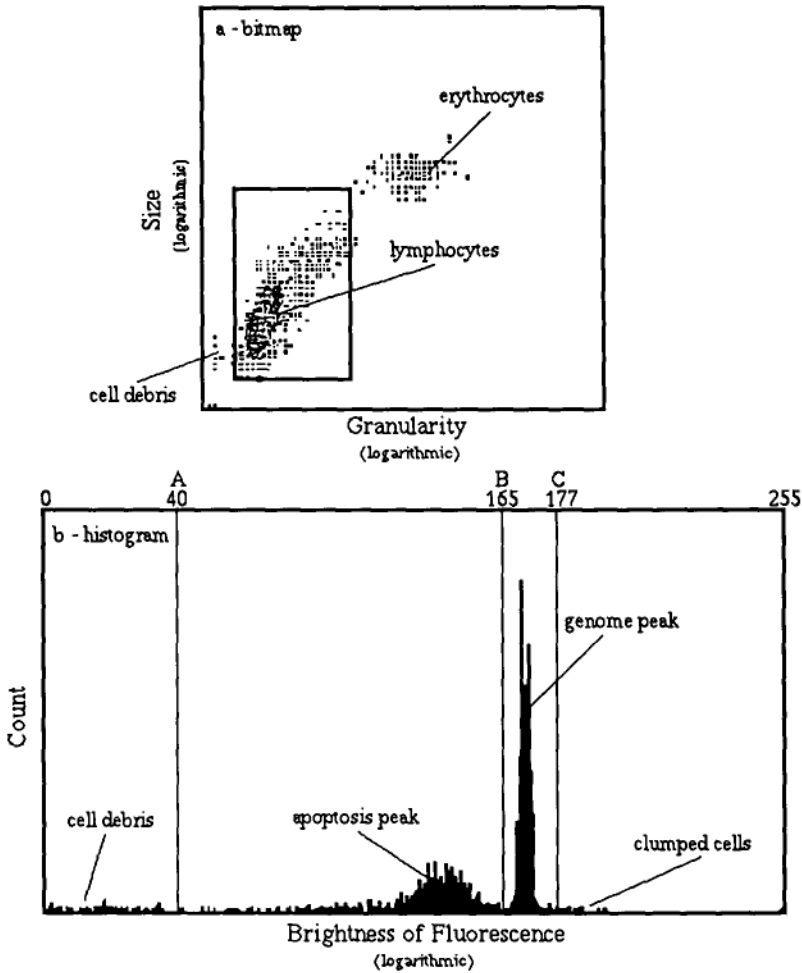 a - bitmap
erythrocytes
Size
(logarithmic)
lymphocytes
cell debris
Granularity
(logarithmic)
A B C
0 40 165 177 255
b - histogram
genome peak
Count
cell debris
apoptosis peak
clumped cells
Brightness of Fluorescence
(logarithmic)